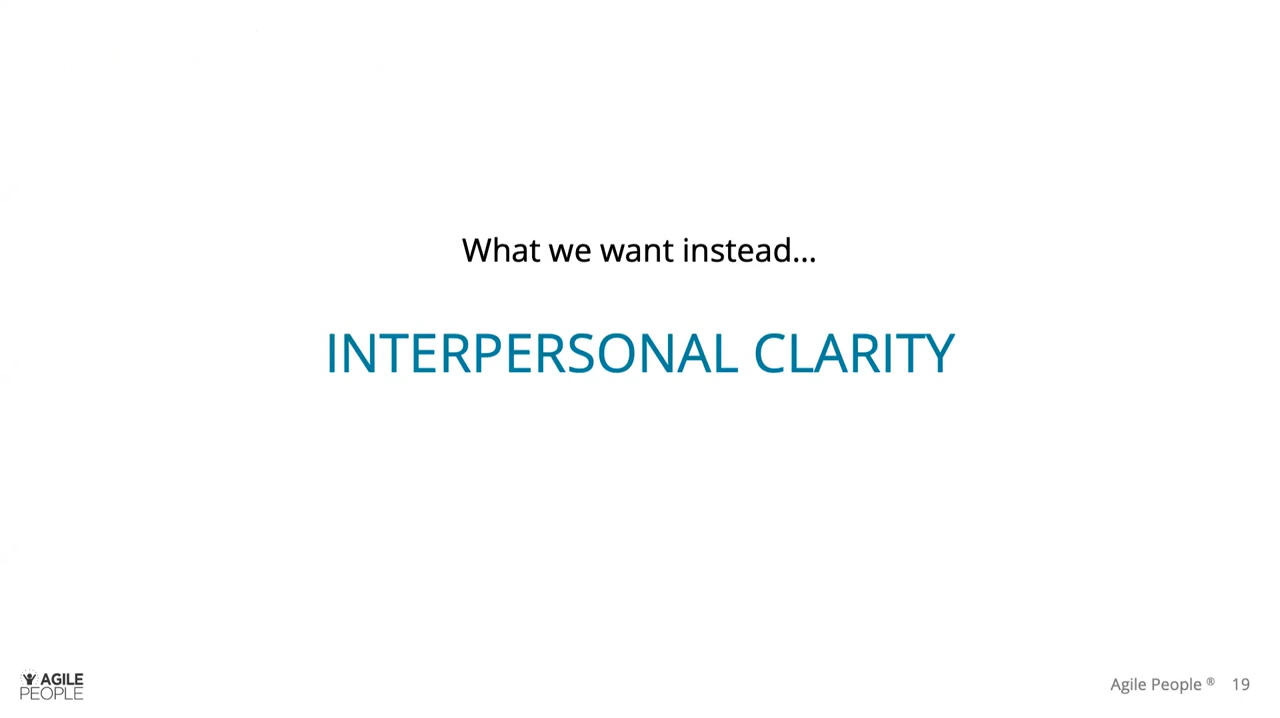 What we want instead...
INTERPERSONAL CLARITY
AGILE
PEOPLE
Agile People ® 19